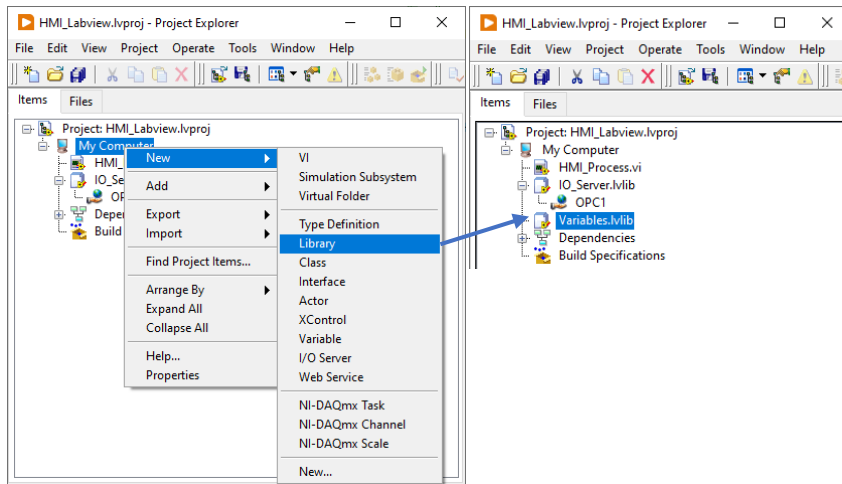 HMI_Labview.lvproj - Project Explorer
File Edit View Project Operate Tools Window Help
Items Files
Project: HMI_Labview.lvproj
My Computer
HMI_
IO_Se
OP
Depen
Build
New
Add
Export
Import
Find Project Items...
Arrange By
Expand All
Collapse All
Help...
Properties
VI
Simulation Subsystem
Virtual Folder
Type Definition
Library
Class
Interface
Actor
XControl
Variable
I/O Server
Web Service
NI-DAQmx Task
NI-DAQmx Channel
NI-DAQmx Scale
New...
HMI_Labview.lvproj - Project Explorer
File Edit View Project Operate Tools Window Help
Items Files
Project: HMI_Labview.lvproj
My Computer
HMI_Process.vi
IO_Server.lvlib
OPC1
Variables.lvlib
Dependencies
Build Specifications